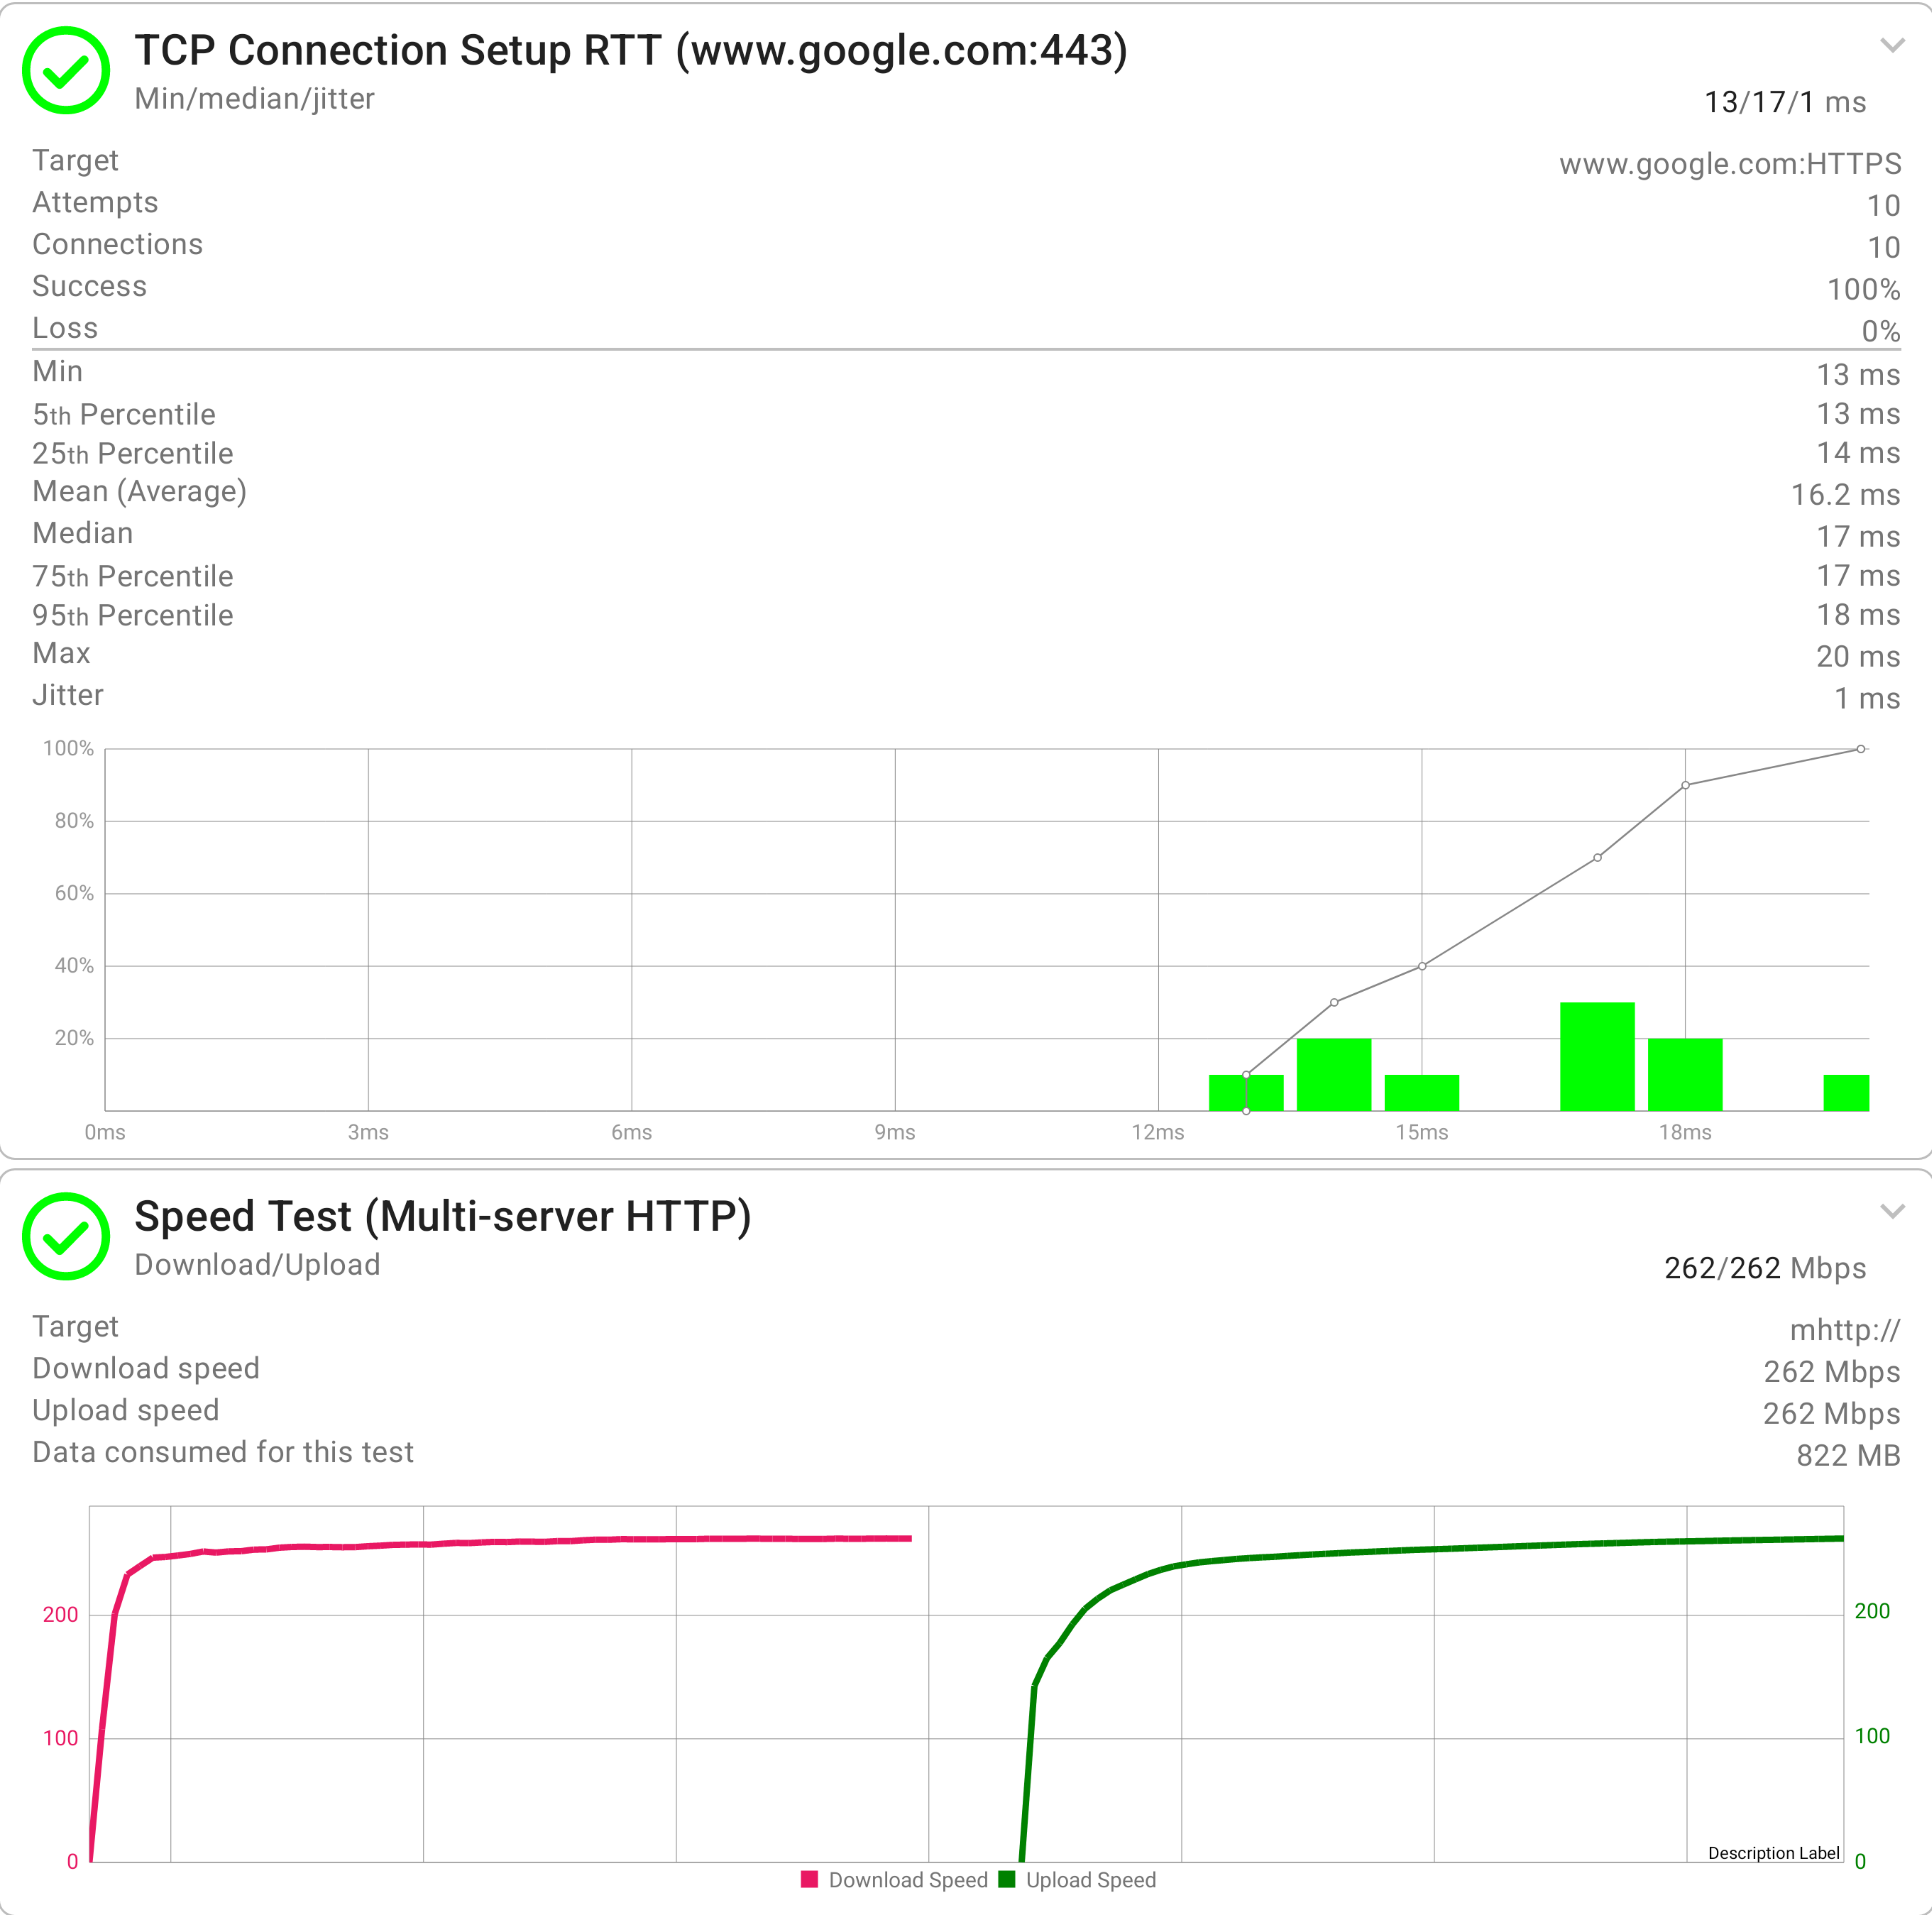 TCP Connection Setup RTT (www.google.com:443)
Min/median/jitter
13/17/1 ms
Target www.google.com:HTTPS
Attempts 10
Connections 10
Success 100%
Loss 0%
Min 13 ms
5th Percentile 13 ms
25th Percentile 14 ms
Mean (Average) 16.2 ms
Median 17 ms
75th Percentile 17 ms
95th Percentile 18 ms
Max 20 ms
Jitter 1 ms
100%
80%
60%
40%
20%
0ms 3ms 6ms 9ms 12ms 15ms 18ms
Speed Test (Multi-server HTTP)
Download/Upload
262/262 Mbps
Target mhttp://
Download speed 262 Mbps
Upload speed 262 Mbps
Data consumed for this test 822 MB
200 200
100 100
Description Label
0 0
Download Speed Upload Speed